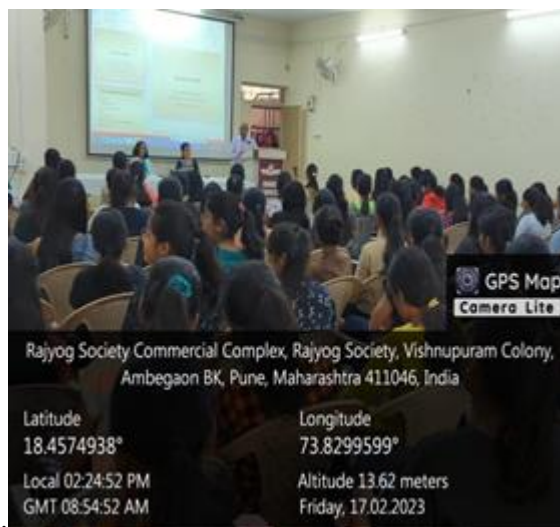 GPS Map
Camera Lite
Rajyog Society Commercial Complex, Rajyog Society, Vishnupuram Colony,
Ambegaon BK, Pune, Maharashtra 411046, India
Latitude
18.4574938°
Longitude
73.8299599°
Local 02:24:52 PM
GMT 08:54:52 AM
Altitude 13.62 meters
Friday, 17.02.2023